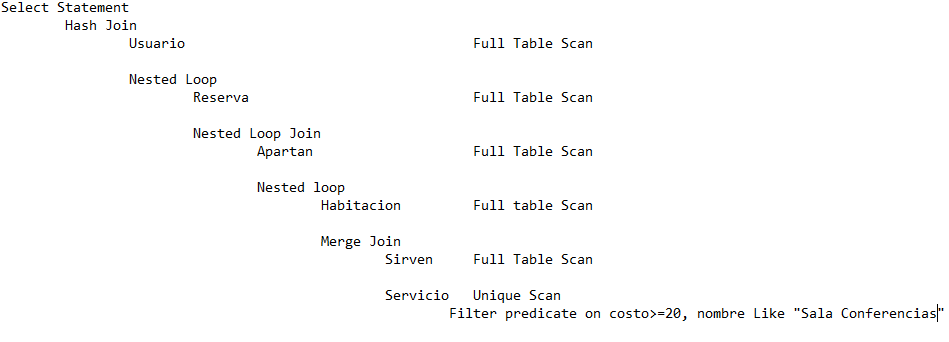 Select Statement
Hash Join
Usuario Full Table Scan
Nested Loop
Reserva Full Table Scan
Nested Loop Join
Apartan Full Table Scan
Nested loop
Habitacion Full table Scan
Merge Join
Sirven Full Table Scan
Servicio Unique Scan
Filter predicate on costo>=20, nombre Like "Sala Conferencias"